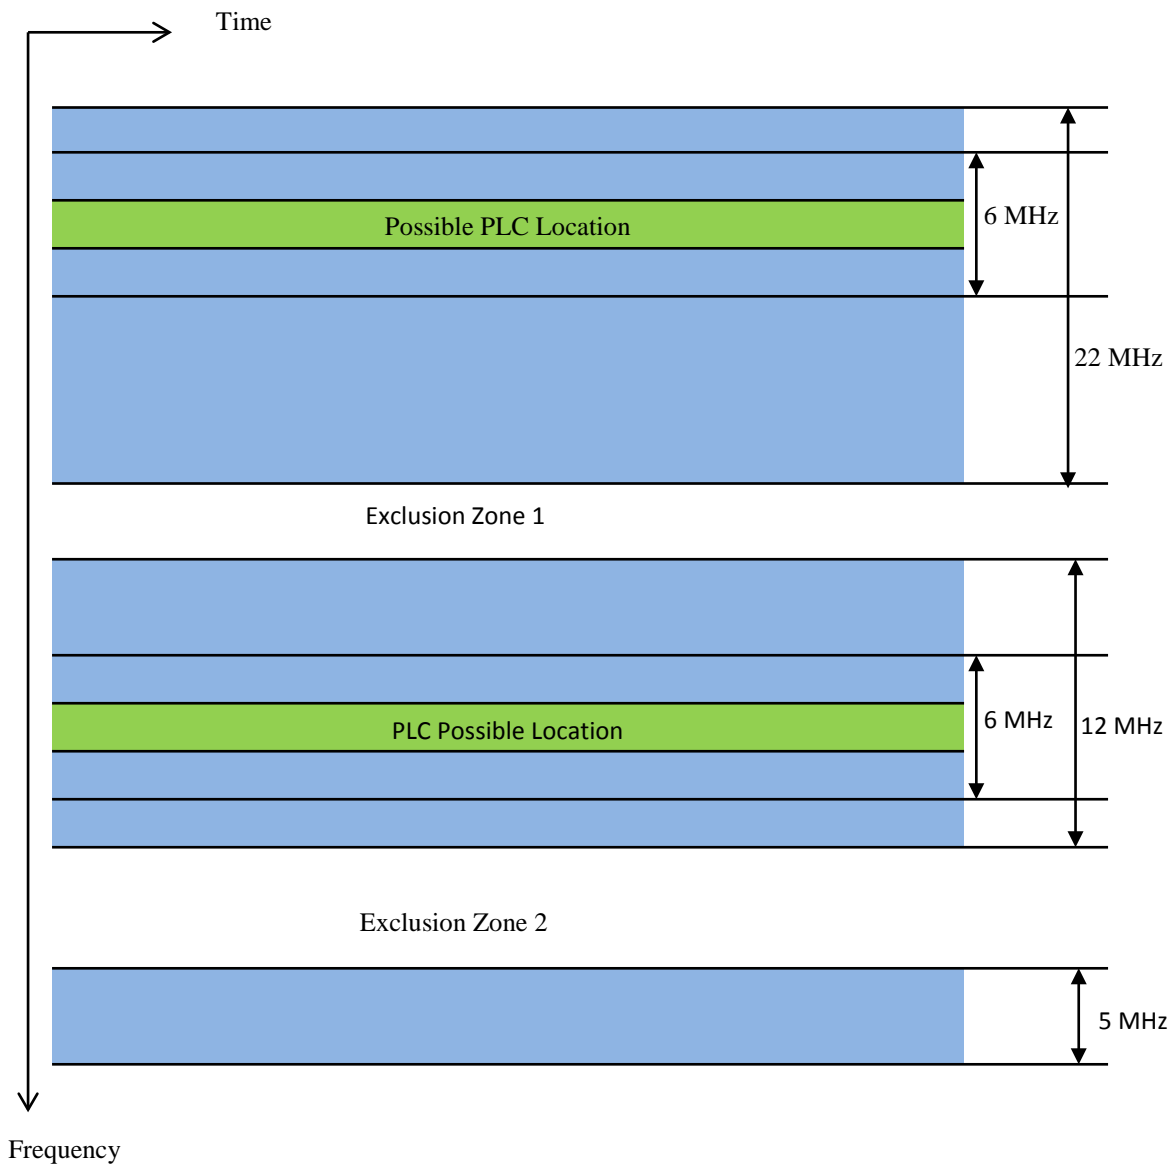 Time
Possible PLC Location
6 MHz
22 MHz
Exclusion Zone 1
PLC Possible Location
6 MHz
12 MHz
Exclusion Zone 2
5 MHz
Frequency